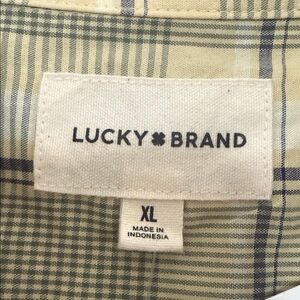 LUCKY BRAND
XL
MADE IN
INDONESIA